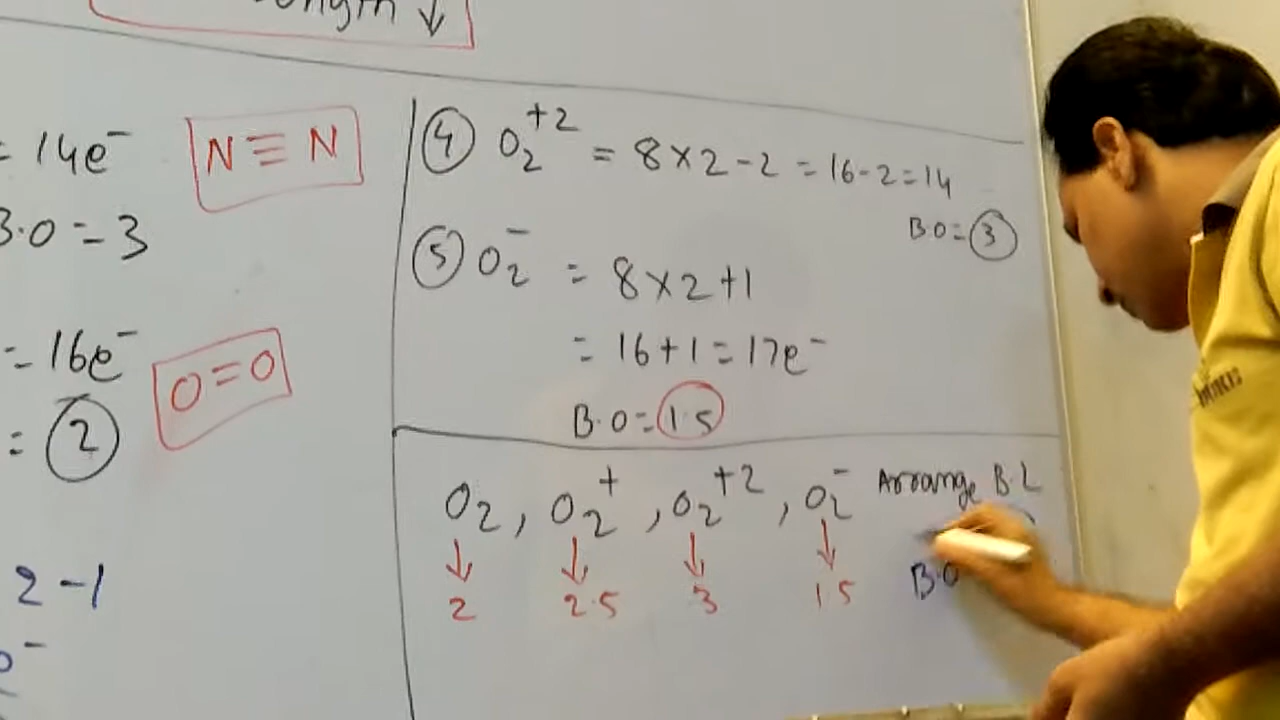 ength ↓
= 14e⁻
N ≡ N
B.O = 3
= 16e⁻
O = O
= 2
2 - 1
e⁻
④ O₂⁺² = 8 × 2 - 2 = 16 - 2 = 14
B.O = 3
⑤ O₂⁻ = 8 × 2 + 1
= 16 + 1 = 17e⁻
B.O = 1.5
O₂ , O₂⁺ , O₂⁺² , O₂⁻ Arrange B.L
↓ ↓ ↓ ↓
2 2.5 3 1.5
B.O